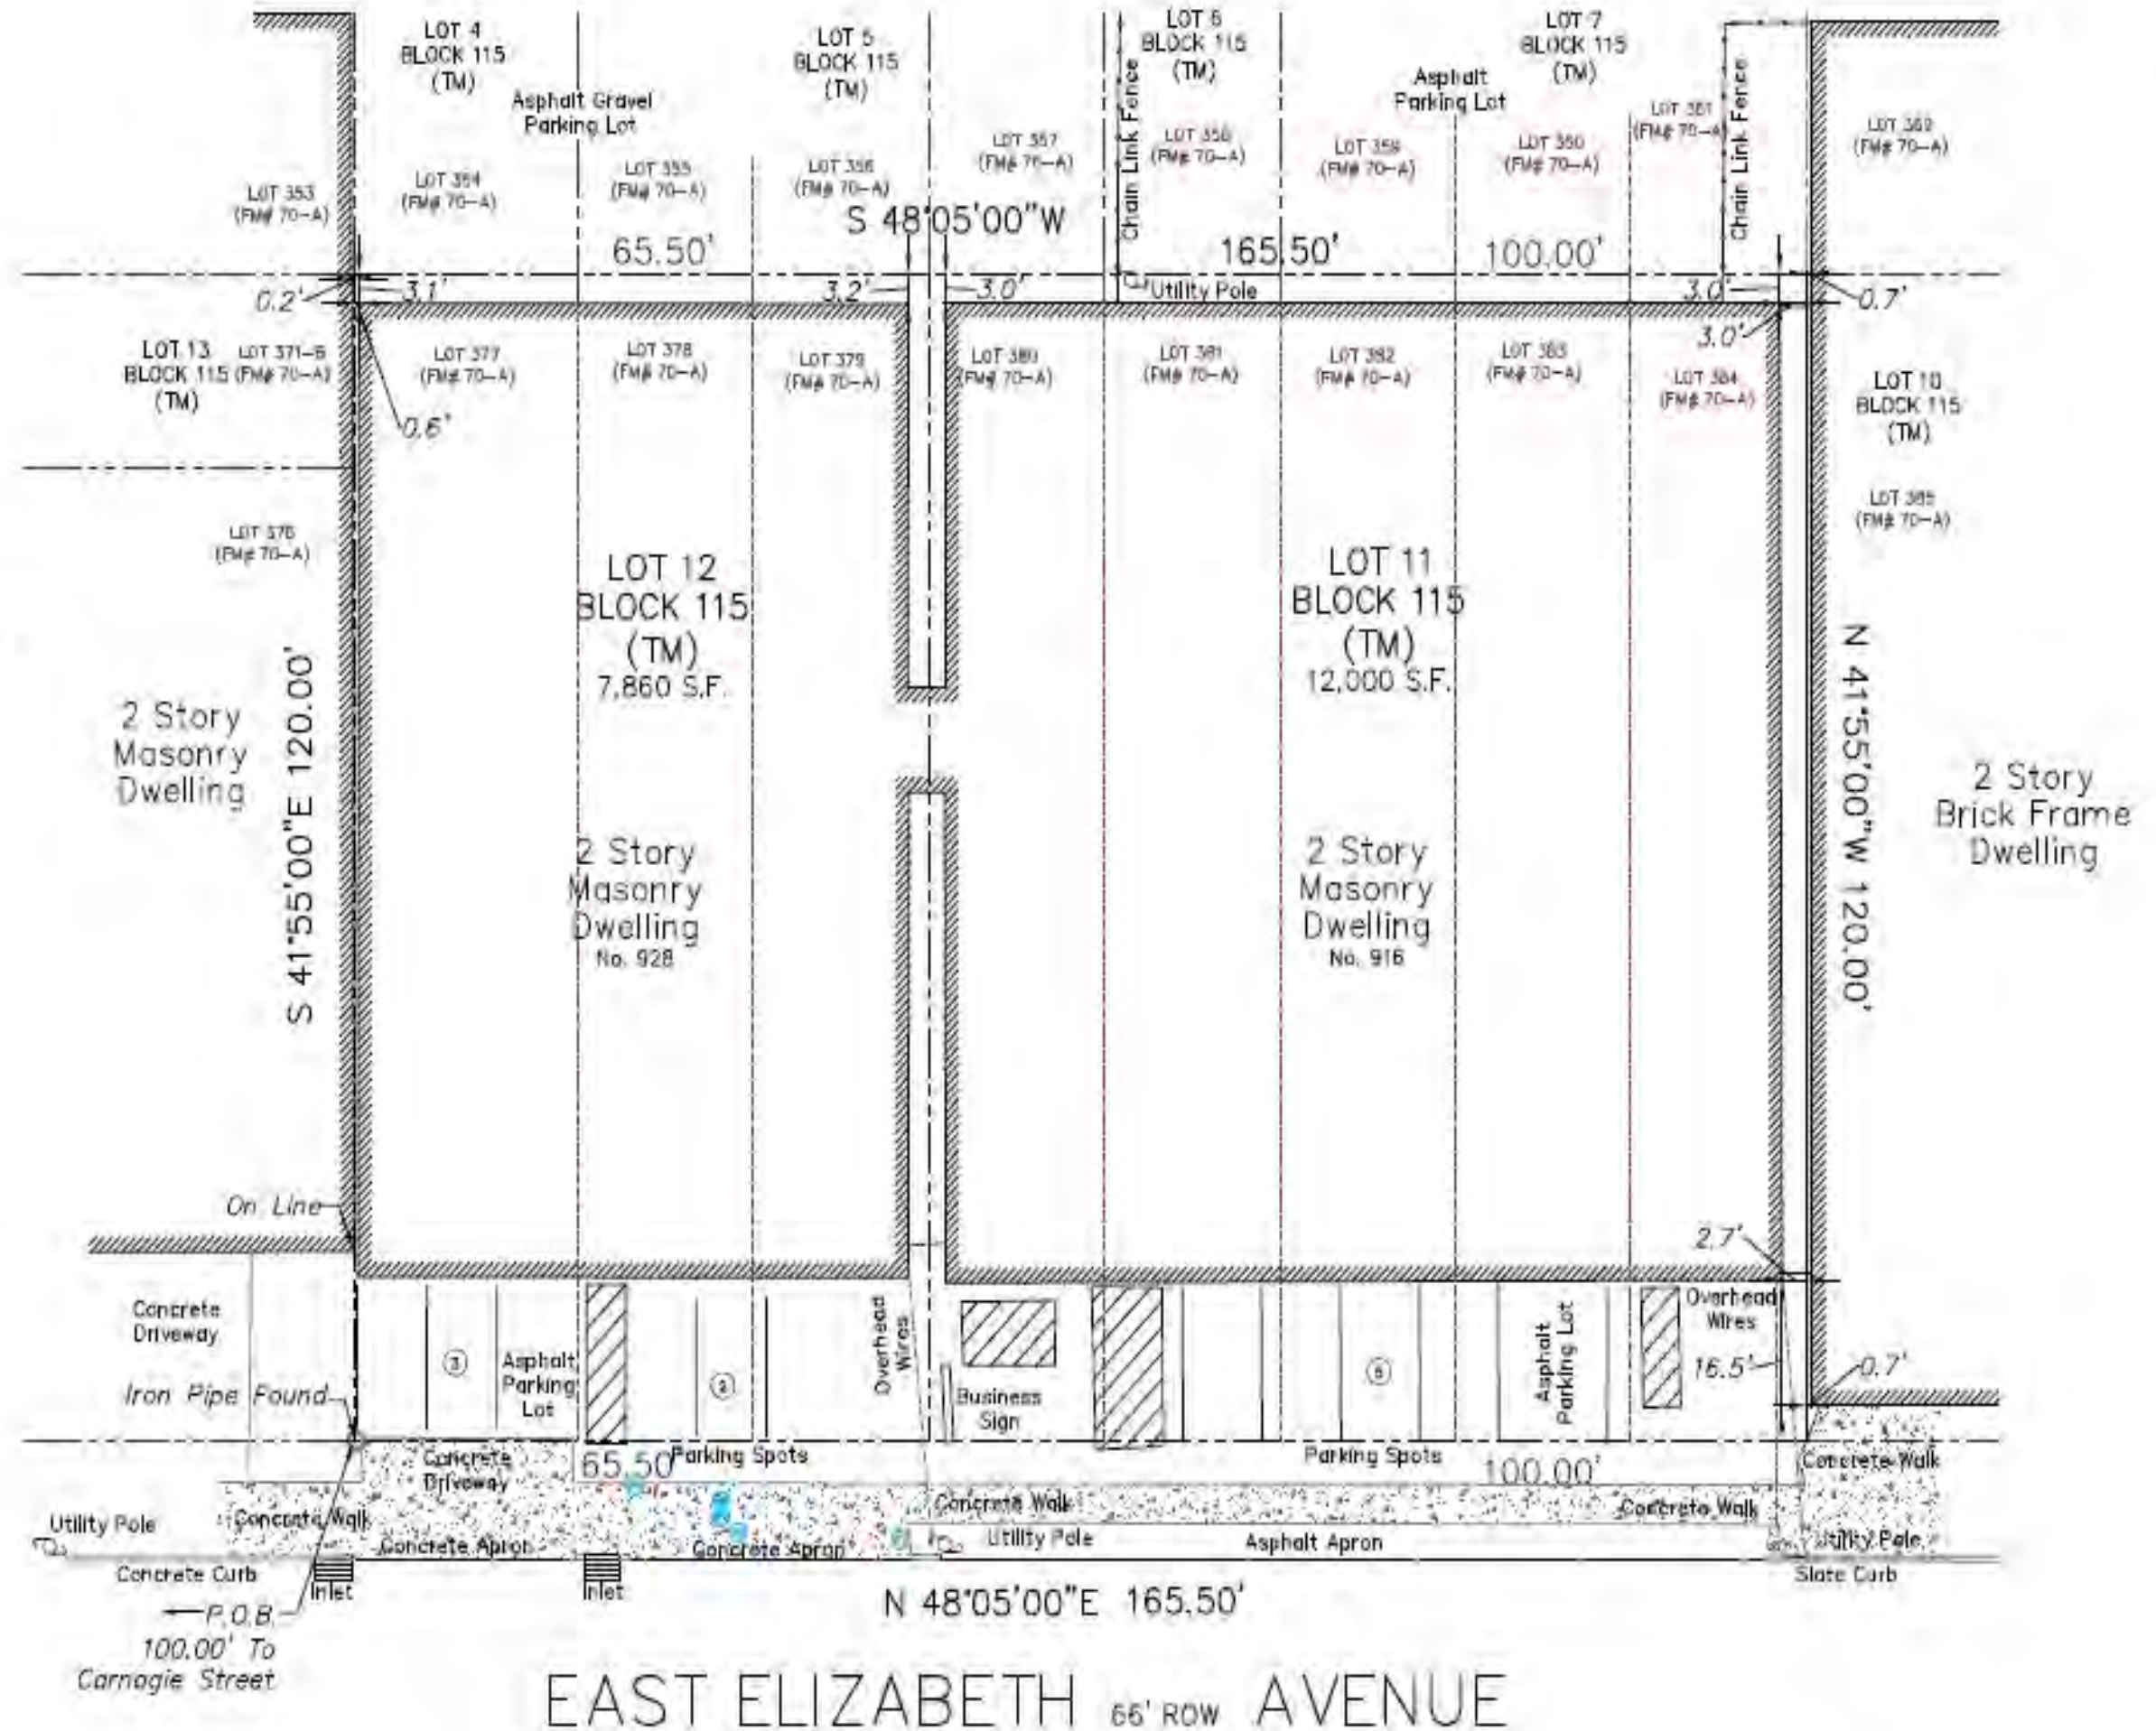 LOT 4
BLOCK 115
(TM)
LOT 5
BLOCK 115
(TM)
LOT 6
BLOCK 115
(TM)
LOT 7
BLOCK 115
(TM)
Asphalt Gravel
Parking Lot
Asphalt
Parking Lot
Chain Link Fence
Chain Link Fence
LOT 353
(FM# 70-A)
LOT 354
(FM# 70-A)
LOT 355
(FM# 70-A)
LOT 356
(FM# 70-A)
LOT 357
(FM# 70-A)
LOT 358
(FM# 70-A)
LOT 359
(FM# 70-A)
LOT 360
(FM# 70-A)
LOT 361
(FM# 70-A)
LOT 369
(FM# 70-A)
S 48°05'00"W
65.50'
165.50'
100.00'
0.2'
3.1'
3.2'
3.0'
Utility Pole
3.0'
0.7'
3.0'
0.6'
LOT 13
BLOCK 115
(TM)
(FM# 70-A)
LOT 377
(FM# 70-A)
LOT 378
(FM# 70-A)
LOT 379
(FM# 70-A)
LOT 380
(FM# 70-A)
LOT 381
(FM# 70-A)
LOT 382
(FM# 70-A)
LOT 383
(FM# 70-A)
LOT 384
(FM# 70-A)
LOT 10
BLOCK 115
(TM)
LOT 385
(FM# 70-A)
LOT 376
(FM# 70-A)
LOT 12
BLOCK 115
(TM)
7,860 S.F.
LOT 11
BLOCK 115
(TM)
12,000 S.F.
S 41°55'00"E 120.00'
N 41°55'00"W 120.00'
2 Story
Masonry
Dwelling
2 Story
Masonry
Dwelling
No. 928
2 Story
Masonry
Dwelling
No. 916
2 Story
Brick Frame
Dwelling
On Line
2.7'
Concrete
Driveway
Iron Pipe Found
3
Asphalt
Parking
Lot
2
Overhead
Wires
Business
Sign
5
Asphalt
Parking Lot
Overhead
Wires
16.5'
0.7'
Concrete
Driveway
65.50'
Parking Spots
Parking Spots
100.00'
Concrete Walk
Utility Pole
Concrete Walk
Concrete Apron
Concrete Apron
Concrete Walk
Utility Pole
Asphalt Apron
Concrete Walk
Utility Pole
Concrete Curb
Inlet
Inlet
Slate Curb
P.O.B.
100.00' To
Carnagie Street
N 48°05'00"E 165.50'
EAST ELIZABETH 66' ROW AVENUE